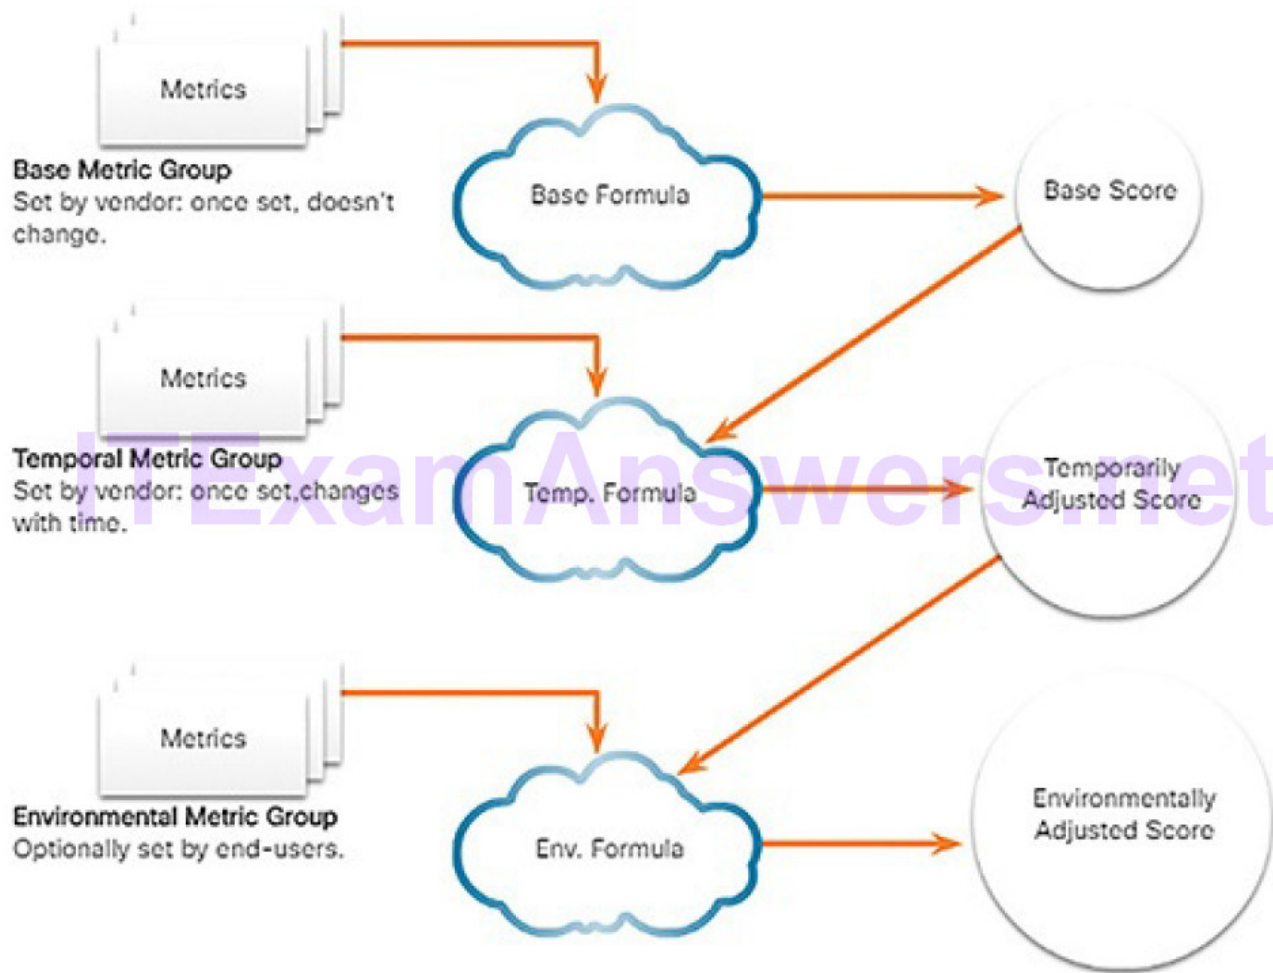 Metrics
Base Metric Group
Set by vendor: once set, doesn't
change.
Base Formula
Base Score
Metrics
Temporal Metric Group
Set by vendor: once set,changes
with time.
Temp. Formula
Temporarily
Adjusted Score
ITExamAnswers.net
Metrics
Environmental Metric Group
Optionally set by end-users.
Env. Formula
Environmentally
Adjusted Score